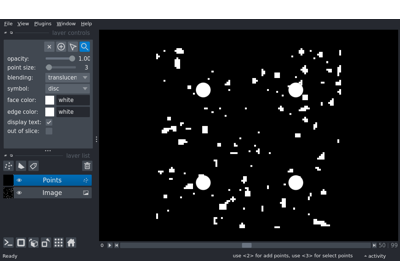 File View Plugins Window Help
layer controls
opacity: 1.00
point size: 3
blending: translucen
symbol: disc
face color: white
edge color: white
display text: ✓
out of slice:
layer list
Points
Image
0 50 99
Ready use <2> for add points, use <3> for select points activity